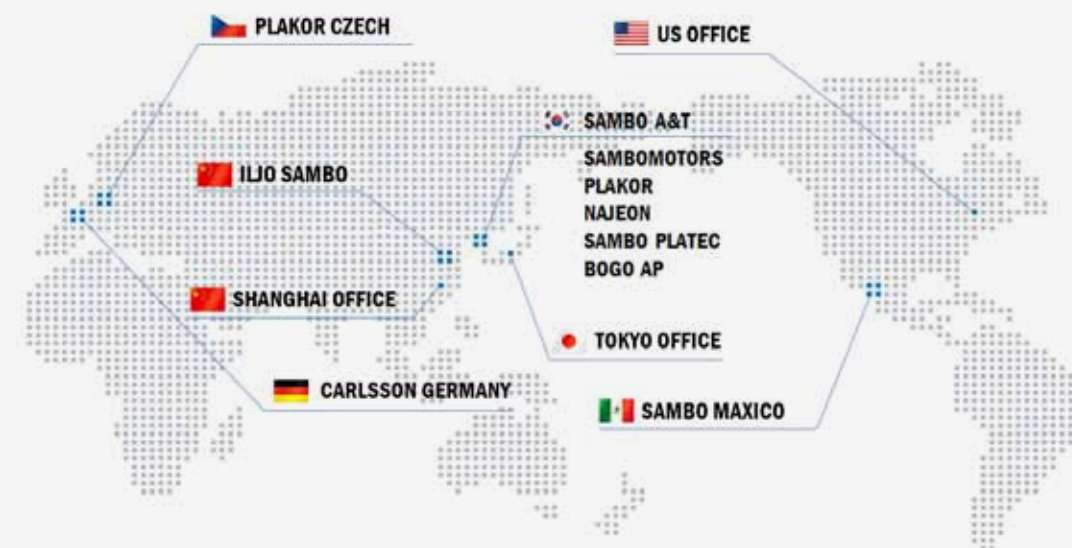 PLAKOR CZECH
US OFFICE
SAMBO A&T
SAMBOMOTORS
PLAKOR
NAJEON
SAMBO PLATEC
BOGO AP
ILJO SAMBO
SHANGHAI OFFICE
TOKYO OFFICE
CARLSSON GERMANY
SAMBO MAXICO